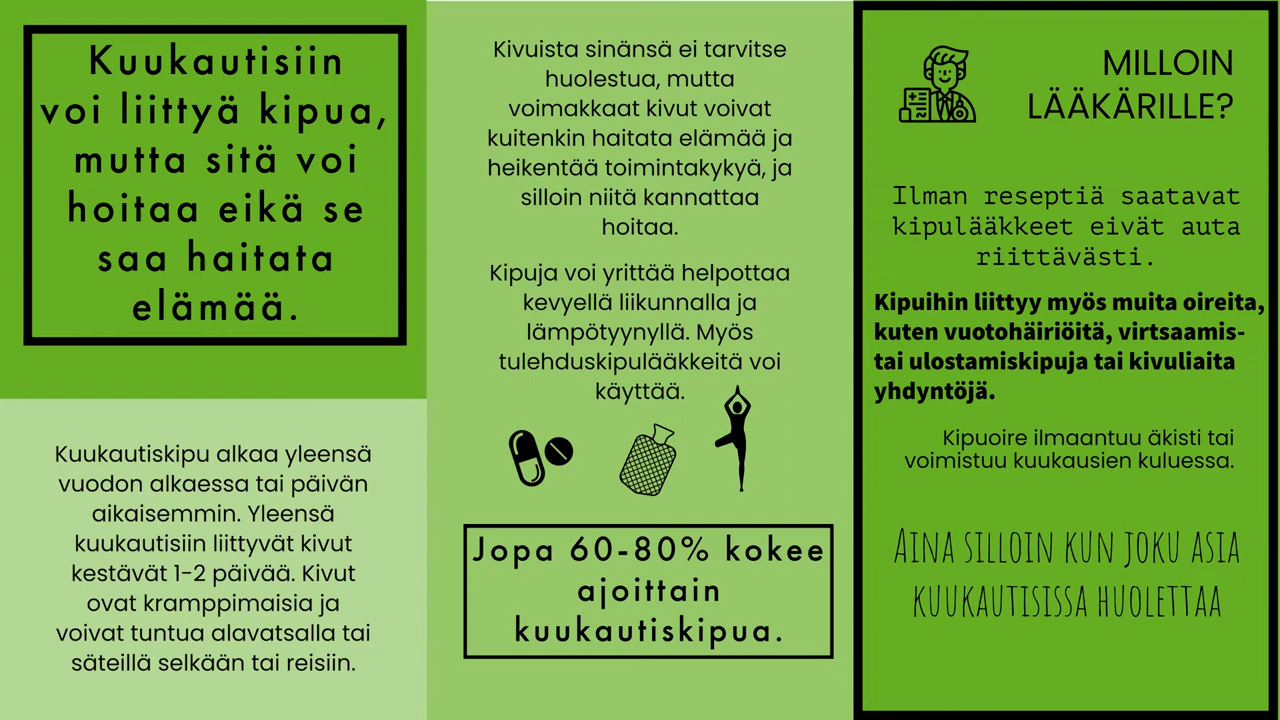 Kuukautisiin
voi liittyä kipua,
mutta sitä voi
hoitaa eikä se
saa haitata
elämää.
Kuukautiskipu alkaa yleensä
vuodon alkaessa tai päivän
aikaisemmin. Yleensä
kuukautisiin liittyvät kivut
kestävät 1-2 päivää. Kivut
ovat kramppimaisia ja
voivat tuntua alavatsalla tai
säteillä selkään tai reisiin.
Kivuista sinänsä ei tarvitse
huolestua, mutta
voimakkaat kivut voivat
kuitenkin haitata elämää ja
heikentää toimintakykyä, ja
silloin niitä kannattaa
hoitaa.
Kipuja voi yrittää helpottaa
kevyellä liikunnalla ja
lämpötyynyllä. Myös
tulehduskipulääkkeitä voi
käyttää.
Jopa 60-80% kokee
ajoittain
kuukautiskipua.
MILLOIN
LÄÄKÄRILLE?
Ilman reseptiä saatavat
kipulääkkeet eivät auta
riittävästi.
Kipuihin liittyy myös muita oireita,
kuten vuotohäiriöitä, virtsaamis-
tai ulostamiskipuja tai kivuliaita
yhdyntöjä.
Kipuoire ilmaantuu äkisti tai
voimistuu kuukausien kuluessa.
AINA SILLOIN KUN JOKU ASIA
KUUKAUTISISSA HUOLETTAA